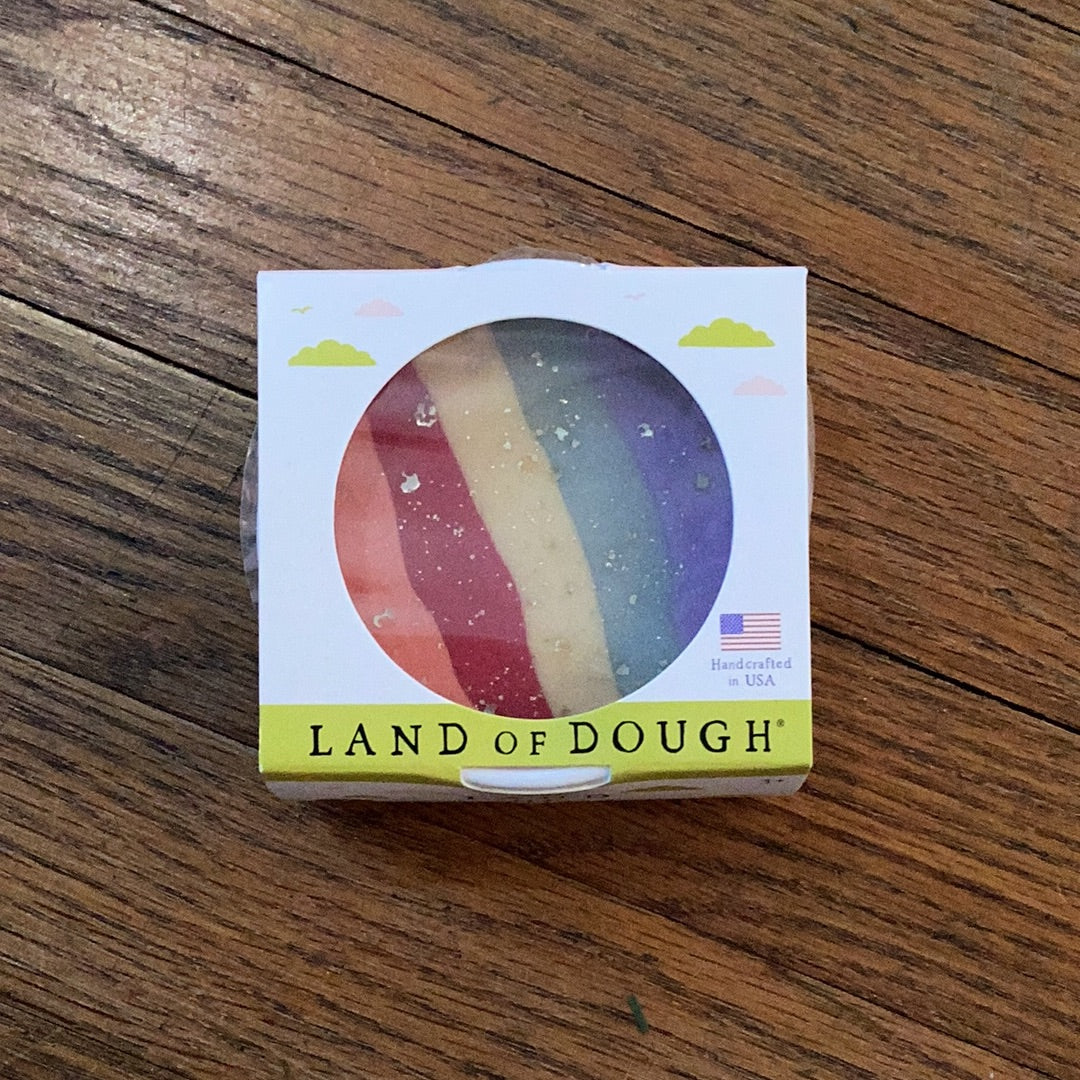 Handcrafted
in USA
LAND OF DOUGH®